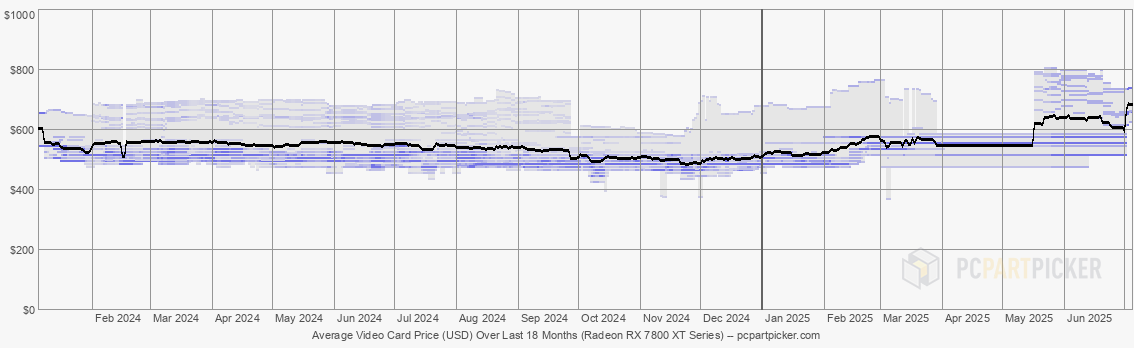 $1000
$800
$600
$400
$200
$0
PCPARTPICKER
Feb 2024 Mar 2024 Apr 2024 May 2024 Jun 2024 Jul 2024 Aug 2024 Sep 2024 Oct 2024 Nov 2024 Dec 2024 Jan 2025 Feb 2025 Mar 2025 Apr 2025 May 2025 Jun 2025
Average Video Card Price (USD) Over Last 18 Months (Radeon RX 7800 XT Series) -- pcpartpicker.com